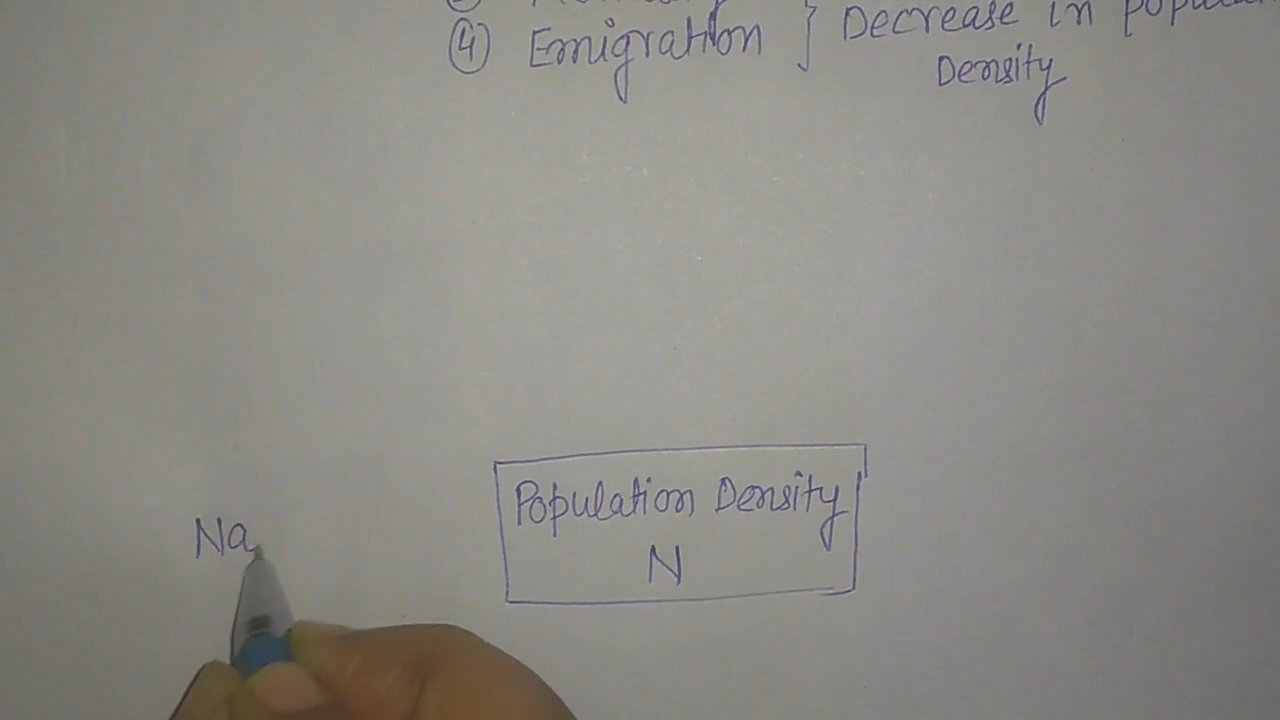 ④ Emigration } Decrease in
Density
Population Density
N
Na